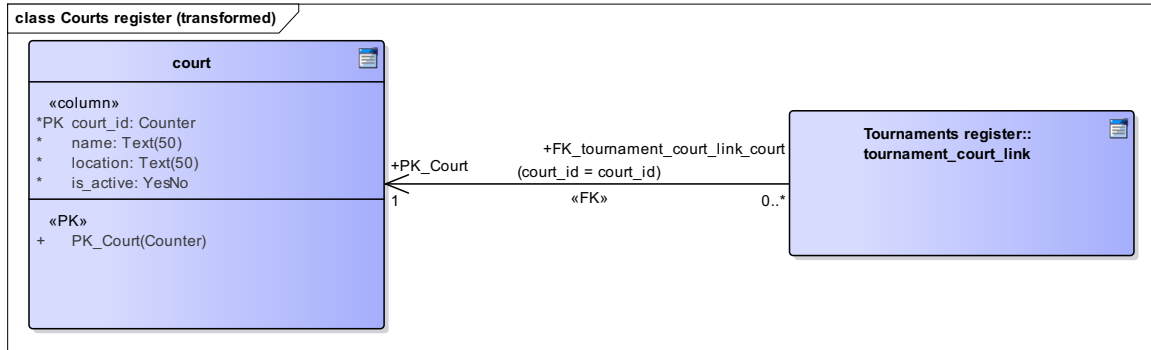 class Courts register (transformed)
court
«column»
*PK court_id: Counter
* name: Text(50)
* location: Text(50)
* is_active: YesNo
«PK»
+ PK_Court(Counter)
+PK_Court
1
+FK_tournament_court_link_court
(court_id = court_id)
«FK»
0..*
Tournaments register::
tournament_court_link